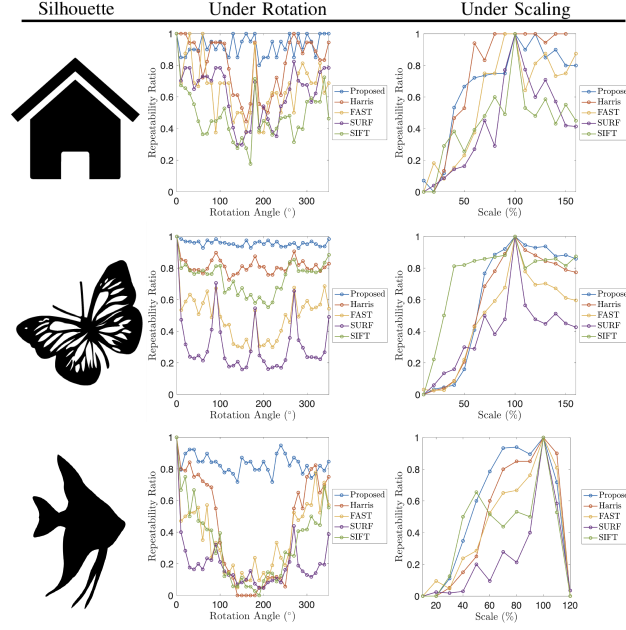 Silhouette Under Rotation Under Scaling
Repeatability Ratio
1
0.8
0.6
0.4
0.2
0
0 100 200 300
Rotation Angle (°)
Proposed
Harris
FAST
SURF
SIFT
Repeatability Ratio
1
0.8
0.6
0.4
0.2
0
50 100 150
Scale (%)
Proposed
Harris
FAST
SURF
SIFT
Repeatability Ratio
1
0.8
0.6
0.4
0.2
0
0 100 200 300
Rotation Angle (°)
Proposed
Harris
FAST
SURF
SIFT
Repeatability Ratio
1
0.8
0.6
0.4
0.2
0
50 100 150
Scale (%)
Proposed
Harris
FAST
SURF
SIFT
Repeatability Ratio
1
0.8
0.6
0.4
0.2
0
0 100 200 300
Rotation Angle (°)
Proposed
Harris
FAST
SURF
SIFT
Repeatability Ratio
1
0.8
0.6
0.4
0.2
0
20 40 60 80 100 120
Scale (%)
Propose
Harris
FAST
SURF
SIFT